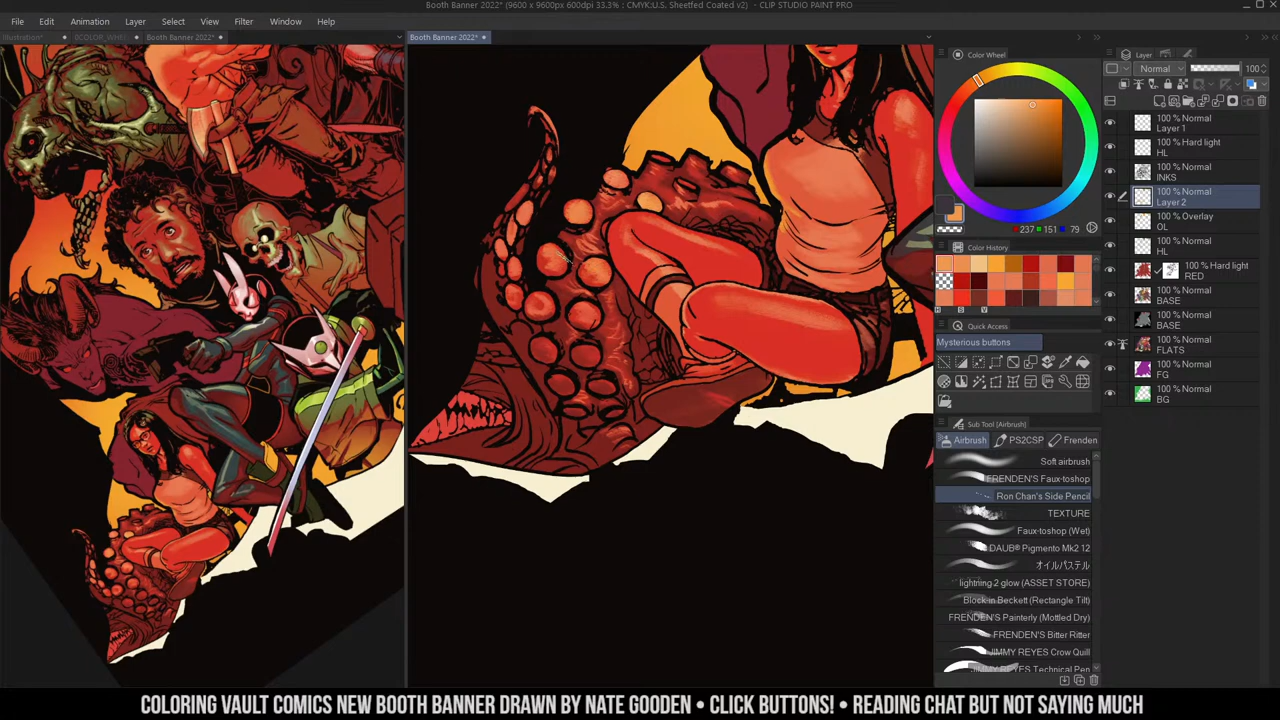 Booth Banner 2022* (9600 x 9600px 600dpi 33.3% : CMYK:U.S. Sheetfed Coated v2) - CLIP STUDIO PAINT PRO
File Edit Animation Layer Select View Filter Window Help
Illustration* Booth Banner 2022* Booth Banner 2022*
Color Wheel
237 151 79
Color History
H S V
Quick Access
Mysterious buttons
Sub Tool [Airbrush]
Airbrush PS2CSP Frenden
Soft airbrush
FRENDEN'S Faux-toshop
Ron Chan's Side Pencil
TEXTURE
Faux-toshop (Wet)
DAUB® Pigmento Mk2 12
オイルパステル
lightning 2 glow (ASSET STORE)
Block-in Beckett (Rectangle Tilt)
FRENDEN'S Painterly (Mottled Dry)
FRENDEN'S Bitter Ritter
JIMMY REYES Crow Quill
JIMMY REYES Technical Pen
Layer
Normal 100
100 % Normal
Layer 1
100 % Hard light
HL
100 % Normal
INKS
100 % Normal
Layer 2
100 % Overlay
OL
100 % Normal
HL
100 % Hard light
RED
100 % Normal
BASE
100 % Normal
BASE
100 % Normal
FLATS
100 % Normal
FG
100 % Normal
BG
COLORING VAULT COMICS NEW BOOTH BANNER DRAWN BY NATE GOODEN • CLICK BUTTONS! • READING CHAT BUT NOT SAYING MUCH